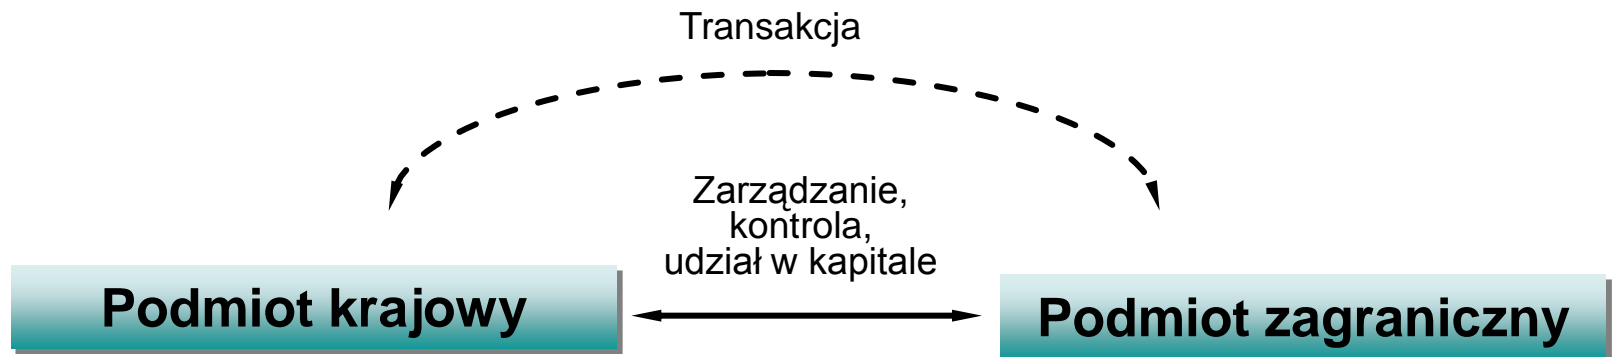 Transakcja
Zarządzanie,
kontrola,
udział w kapitale
Podmiot krajowy
Podmiot zagraniczny